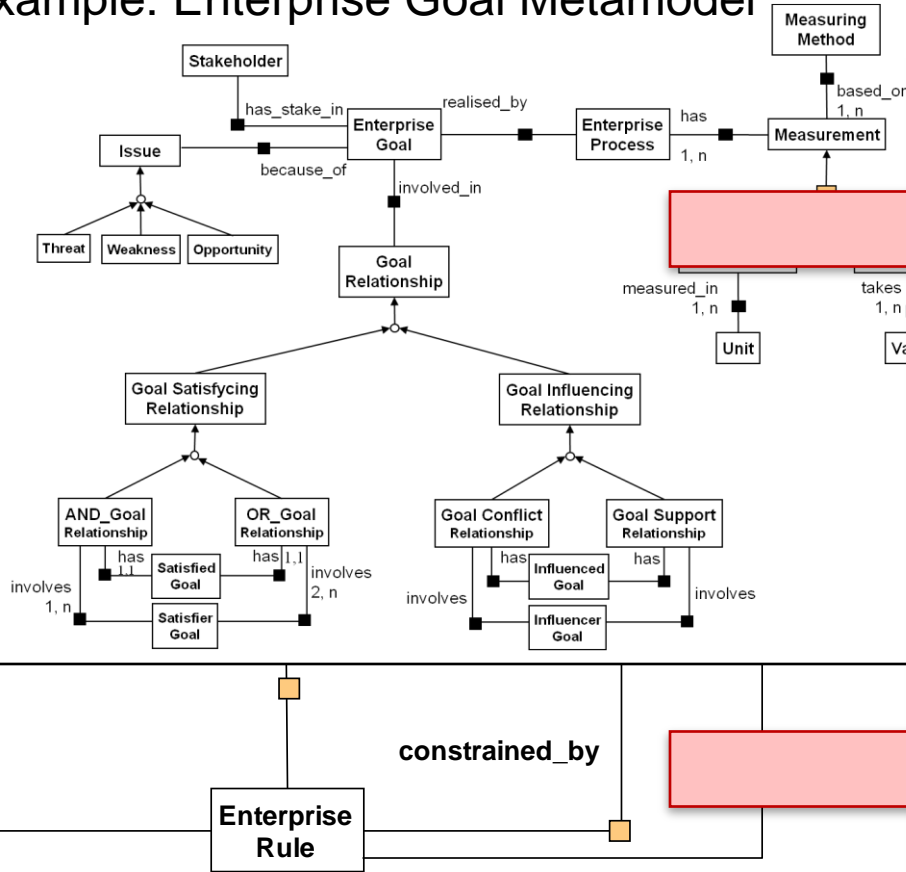 xample: Enterprise Goal Metamodel
Measuring
Method
Stakeholder
based_on
1, n
has_stake_in
realised_by
Enterprise
Goal
Enterprise
Process
has
1, n
Measurement
Issue
because_of
involved_in
Threat
Weakness
Opportunity
Goal
Relationship
measured_in
1, n
takes
1, n
Unit
Va
Goal Satisfycing
Relationship
Goal Influencing
Relationship
AND_Goal
Relationship
OR_Goal
Relationship
Goal Conflict
Relationship
Goal Support
Relationship
has
1,1
has
1,1
Satisfied
Goal
involves
1, n
involves
2, n
Satisfier
Goal
has
has
Influenced
Goal
involves
involves
Influencer
Goal
constrained_by
Enterprise
Rule